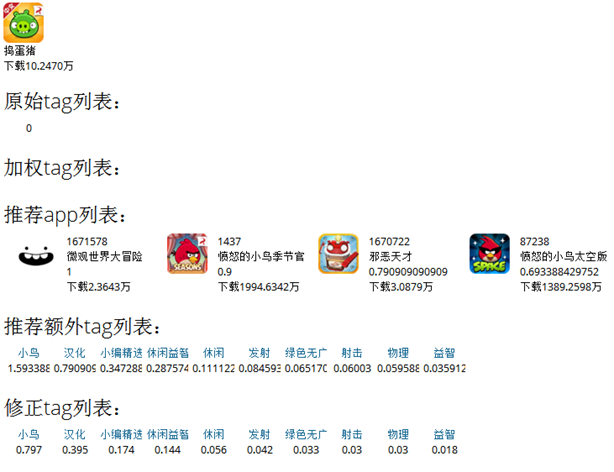 捣蛋猪
下载10.2470万
原始tag列表:
0
加权tag列表:
推荐app列表:
1671578
微观世界大冒险
1
下载2.3643万
1437
愤怒的小鸟季节官
0.9
下载1994.6342万
1670722
邪恶天才
0.790909090909
下载3.0879万
87238
愤怒的小鸟太空版
0.693388429752
下载1389.2598万
SEASONS
SPACE
推荐额外tag列表:
小鸟 汉化 小编精选 休闲益智 休闲 发射 绿色无广 射击 物理 益智
1.593388 0.790909 0.347288 0.287574 0.111122 0.084593 0.065170 0.06003 0.059588 0.035912
修正tag列表:
小鸟 汉化 小编精选 休闲益智 休闲 发射 绿色无广 射击 物理 益智
0.797 0.395 0.174 0.144 0.056 0.042 0.033 0.03 0.03 0.018